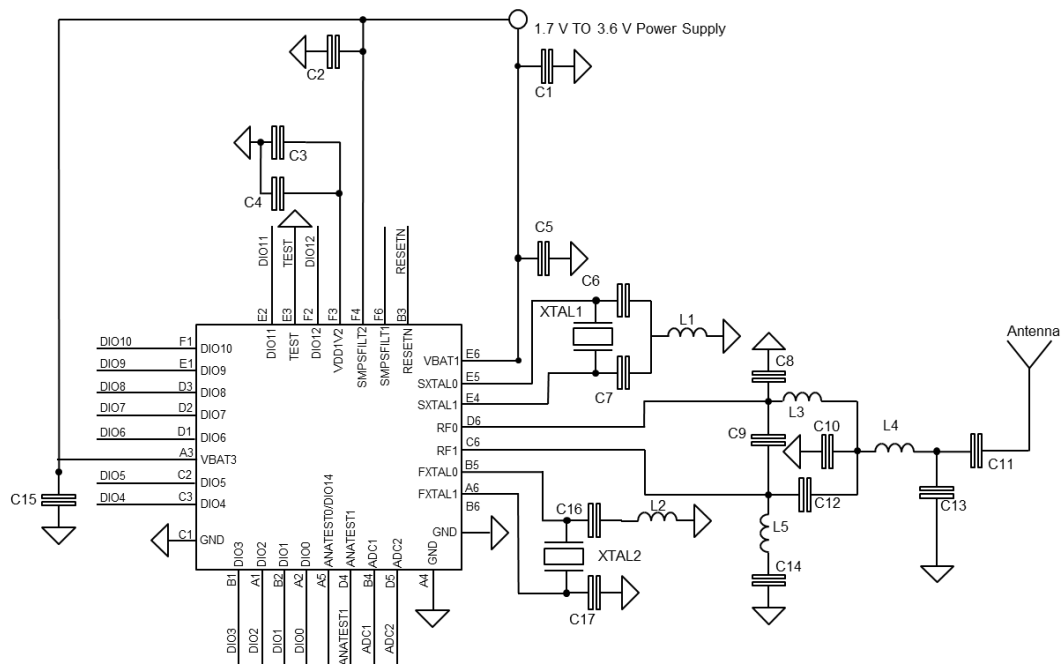 1.7 V TO 3.6 V Power Supply
C2
C1
C3
C4
C5
C6
DIO11
TEST
DIO12
RESETN
E2
E3
F2
F3
F4
F6
B3
DIO11
TEST
DIO12
VDD1V2
SMPSFILT2
SMPSFILT1
RESETN
XTAL1
L1
C7
Antenna
DIO10
F1
DIO10
DIO9
E1
DIO9
DIO8
D3
DIO8
DIO7
D2
DIO7
DIO6
D1
DIO6
A3
VBAT3
DIO5
C2
DIO5
DIO4
C3
DIO4
C15
C1
GND
VBAT1
E6
SXTAL0
E5
SXTAL1
E4
RF0
D6
RF1
C6
FXTAL0
B5
FXTAL1
A6
B6
GND
C8
L3
C9
C10
L4
C11
C12
C13
L5
C14
C16
L2
XTAL2
C17
DIO3
DIO2
DIO1
DIO0
ANATEST0/DIO14
ANATEST1
ADC1
ADC2
GND
B1
A1
B2
A2
A5
D4
B4
D5
A4
DIO3
DIO2
DIO1
DIO0
ANATEST1
ADC1
ADC2